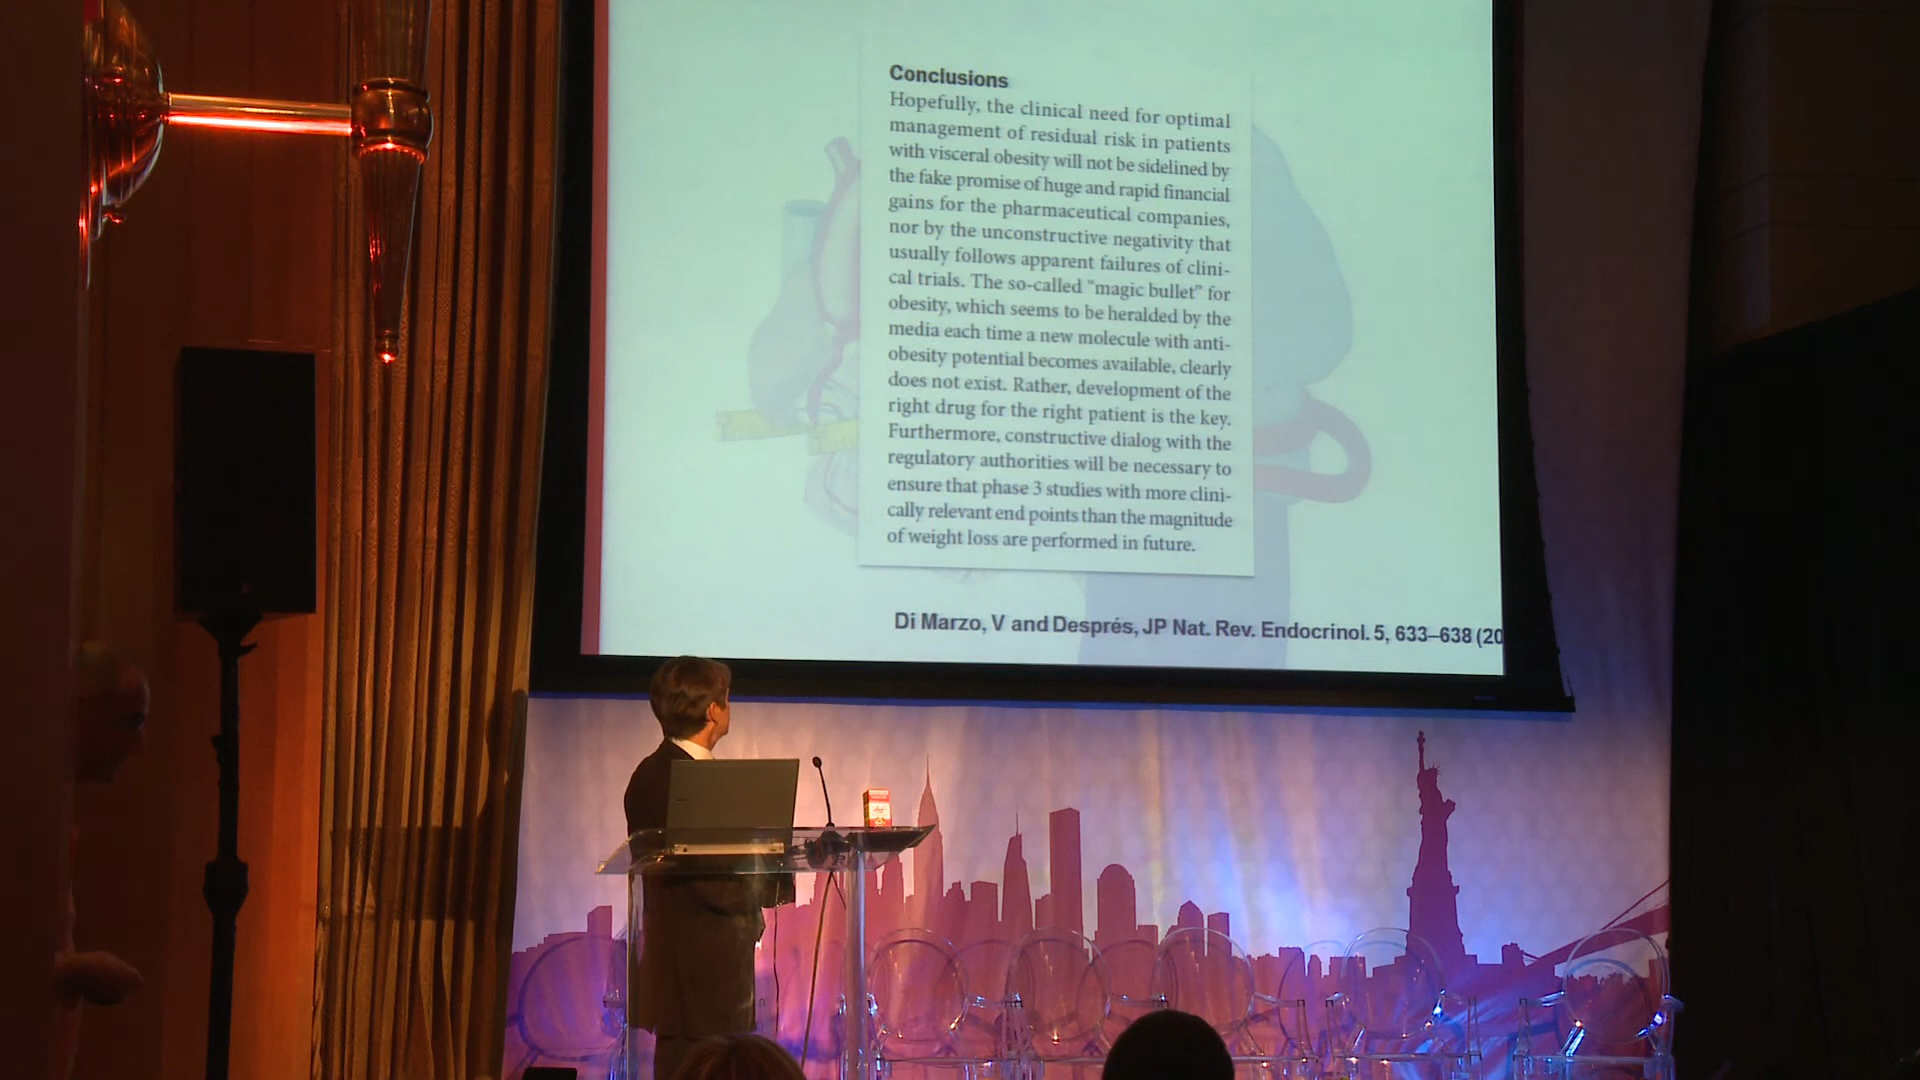 Conclusions
Hopefully, the clinical need for optimal
management of residual risk in patients
with visceral obesity will not be sidelined by
the fake promise of huge and rapid financial
gains for the pharmaceutical companies,
nor by the unconstructive negativity that
usually follows apparent failures of clini-
cal trials. The so-called “magic bullet” for
obesity, which seems to be heralded by the
media each time a new molecule with anti-
obesity potential becomes available, clearly
does not exist. Rather, development of the
right drug for the right patient is the key.
Furthermore, constructive dialog with the
regulatory authorities will be necessary to
ensure that phase 3 studies with more clini-
cally relevant end points than the magnitude
of weight loss are performed in future.
Di Marzo, V and Després, JP Nat. Rev. Endocrinol. 5, 633–638 (20